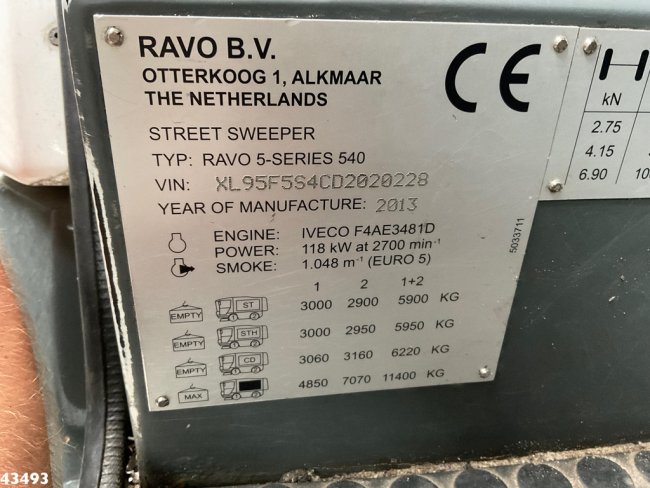 RAVO B.V.
OTTERKOOG 1, ALKMAAR
THE NETHERLANDS
CE
STREET SWEEPER
TYP: RAVO 5-SERIES 540
VIN: XL95F5S4CD2020228
YEAR OF MANUFACTURE: 2013
ENGINE: IVECO F4AE3481D
POWER: 118 kW at 2700 min⁻¹
SMOKE: 1.048 m⁻¹ (EURO 5)
1 2 1+2
EMPTY ST 3000 2900 5900 KG
EMPTY STH 3000 2950 5950 KG
EMPTY CD 3060 3160 6220 KG
MAX 4850 7070 11400 KG
5033711
kN
2.75
4.15
6.90 10
43493